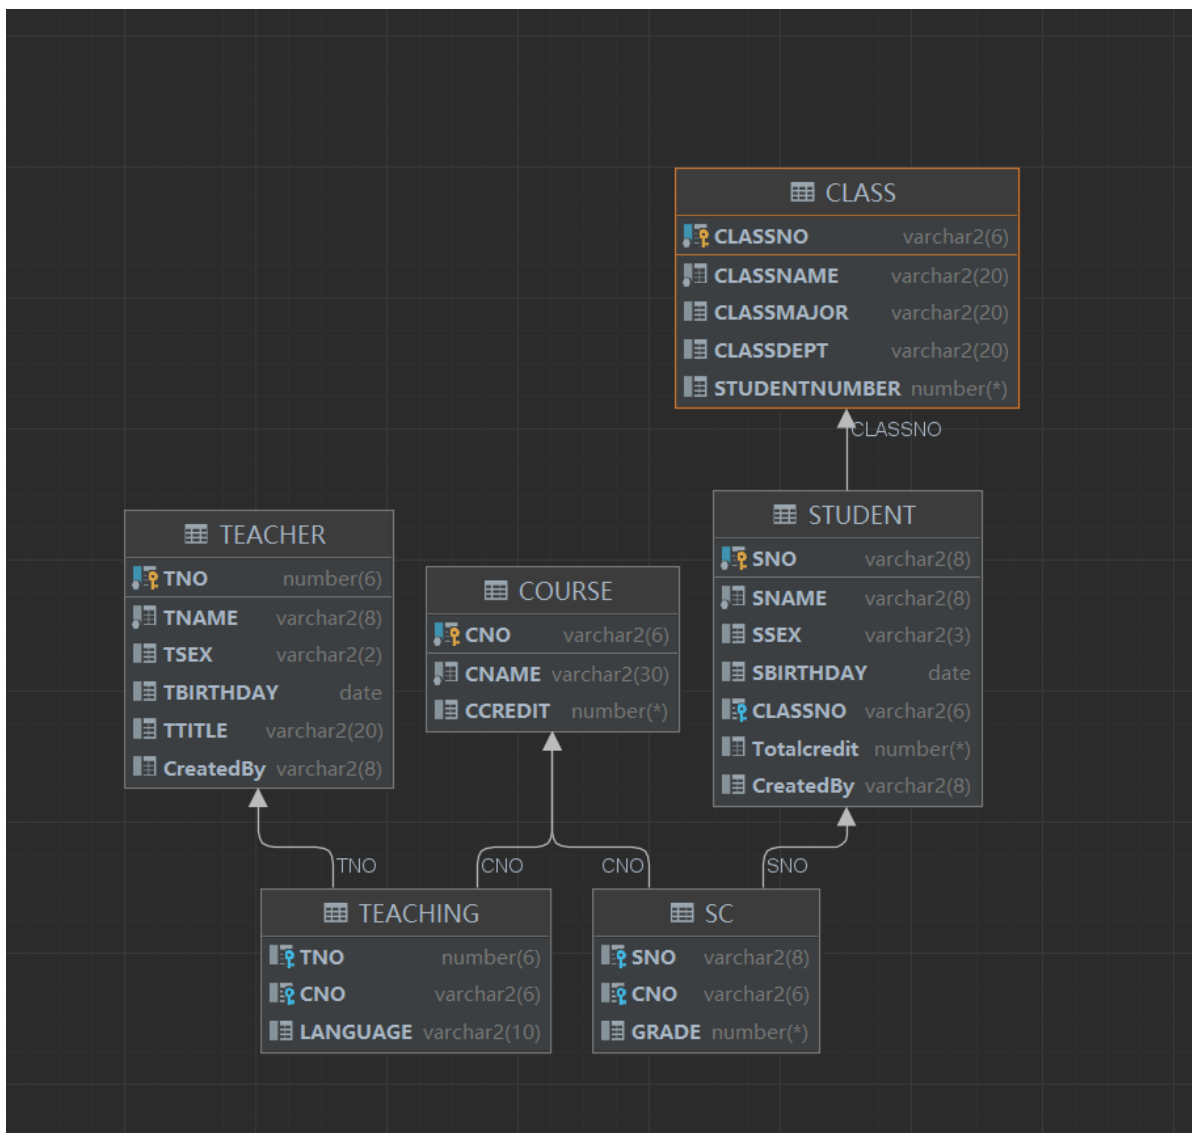 CLASS
CLASSNO varchar2(6)
CLASSNAME varchar2(20)
CLASSMAJOR varchar2(20)
CLASSDEPT varchar2(20)
STUDENTNUMBER number(*)
CLASSNO
STUDENT
SNO varchar2(8)
SNAME varchar2(8)
SSEX varchar2(3)
SBIRTHDAY date
CLASSNO varchar2(6)
Totalcredit number(*)
CreatedBy varchar2(8)
TEACHER
TNO number(6)
TNAME varchar2(8)
TSEX varchar2(2)
TBIRTHDAY date
TTITLE varchar2(20)
CreatedBy varchar2(8)
COURSE
CNO varchar2(6)
CNAME varchar2(30)
CCREDIT number(*)
TNO
CNO
CNO
SNO
TEACHING
TNO number(6)
CNO varchar2(6)
LANGUAGE varchar2(10)
SC
SNO varchar2(8)
CNO varchar2(6)
GRADE number(*)